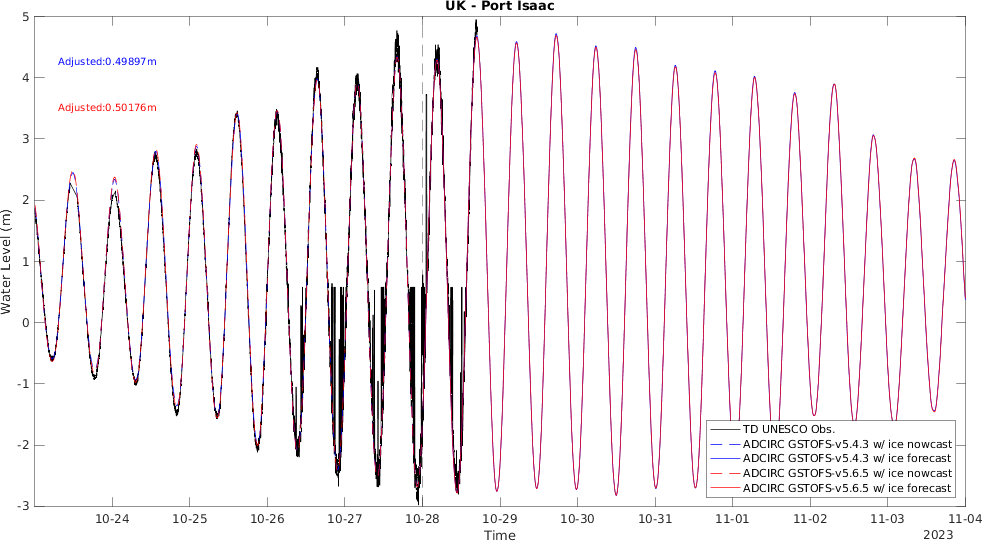 UK - Port Isaac
5
4
3
2
1
0
-1
-2
-3
Water Level (m)
Adjusted:0.49897m
Adjusted:0.50176m
TD UNESCO Obs.
ADCIRC GSTOFS-v5.4.3 w/ ice nowcast
ADCIRC GSTOFS-v5.4.3 w/ ice forecast
ADCIRC GSTOFS-v5.6.5 w/ ice nowcast
ADCIRC GSTOFS-v5.6.5 w/ ice forecast
10-24 10-25 10-26 10-27 10-28 10-29 10-30 10-31 11-01 11-02 11-03 11-04
Time
2023